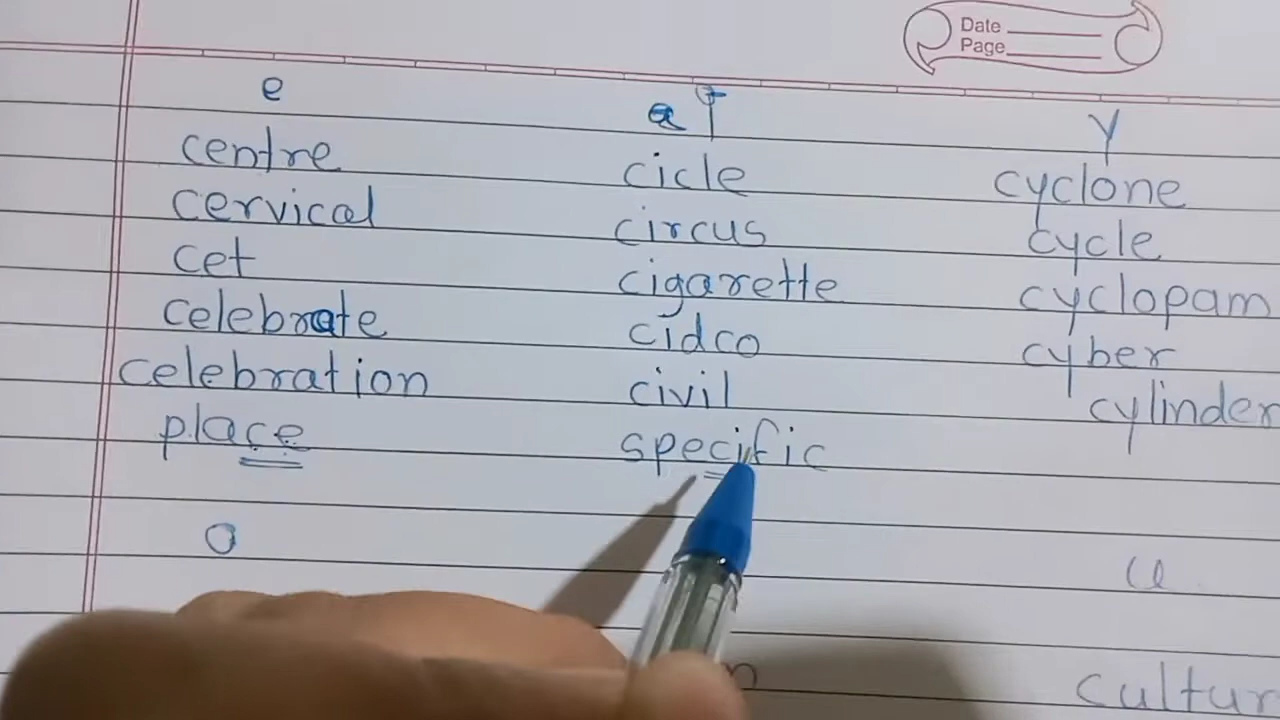 Date
Page
e
i
y
centre
cicle
cyclone
cervical
circus
cycle
cet
cigarette
cyclopam
celebrate
cidco
cyber
celebration
civil
cylinder
place
specific
o
u
cultur